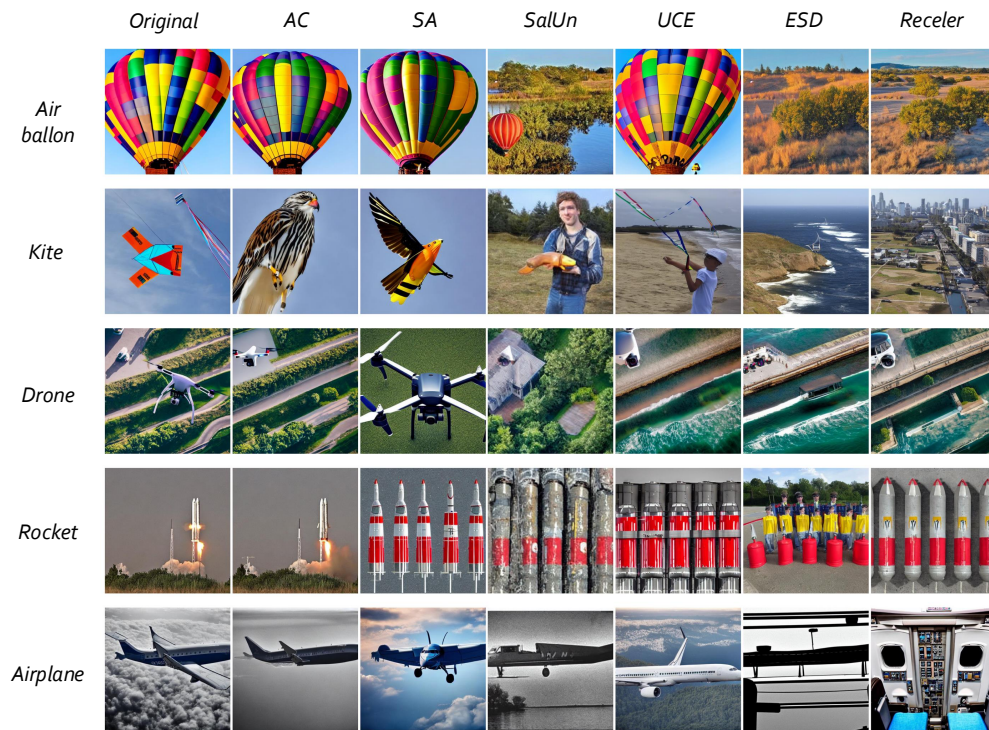 Original AC SA SalUn UCE ESD Receler
Air
ballon
Kite
Drone
Rocket
Airplane